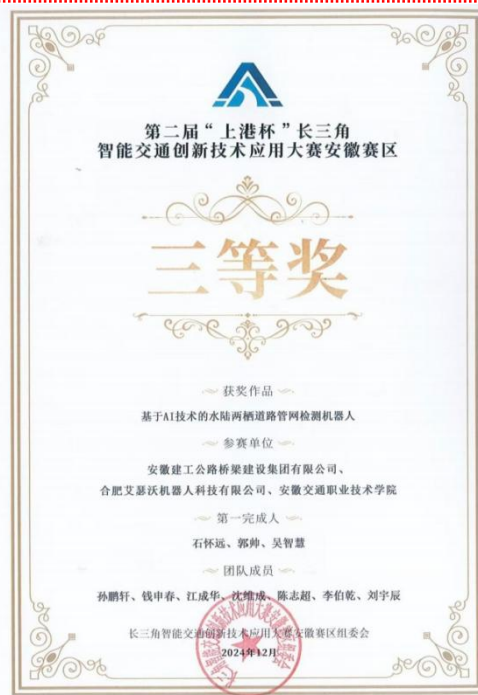 第二届“上港杯”长三角
智能交通创新技术应用大赛安徽赛区
三等奖
获奖作品
基于AI技术的水陆两栖道路管网检测机器人
参赛单位
安徽建工公路桥梁建设集团有限公司、
合肥艾瑟沃机器人科技有限公司、安徽交通职业技术学院
第一完成人
石怀远、郭帅、吴智慧
团队成员
孙鹏轩、钱申春、江成华、沈维成、陈志超、李伯乾、刘宇辰
长三角智能交通创新技术应用大赛安徽赛区组委会
2024年12月